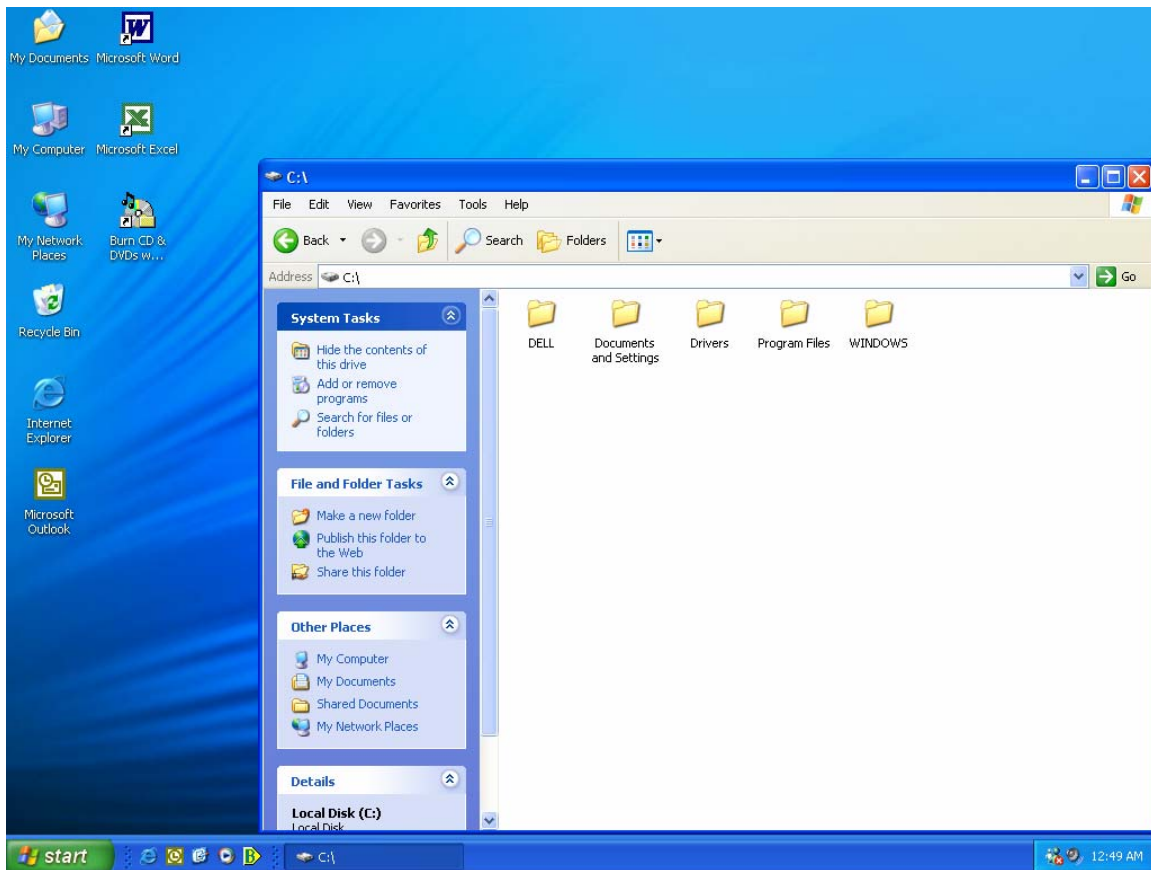 My Documents
Microsoft Word
My Computer
Microsoft Excel
My Network
Places
Burn CD &
DVDs w...
Recycle Bin
Internet
Explorer
Microsoft
Outlook
C:\
File Edit View Favorites Tools Help
Back Search Folders
Address C:\ Go
System Tasks
Hide the contents of
this drive
Add or remove
programs
Search for files or
folders
File and Folder Tasks
Make a new folder
Publish this folder to
the Web
Share this folder
Other Places
My Computer
My Documents
Shared Documents
My Network Places
Details
Local Disk (C:)
Local Disk
DELL
Documents
and Settings
Drivers
Program Files
WINDOWS
start C:\ 12:49 AM